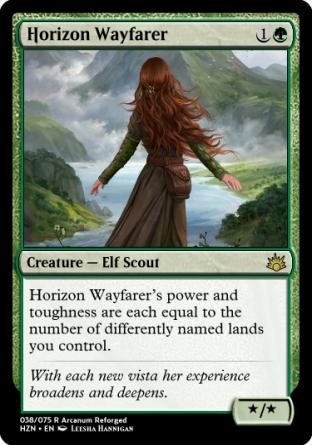 Horizon Wayfarer 1
Creature — Elf Scout
Horizon Wayfarer's power and
toughness are each equal to the
number of differently named lands
you control.
With each new vista her experience
broadens and deepens.
★/★
038/075 R Arcanum Reforged
HZN • EN Leisha Hannigan